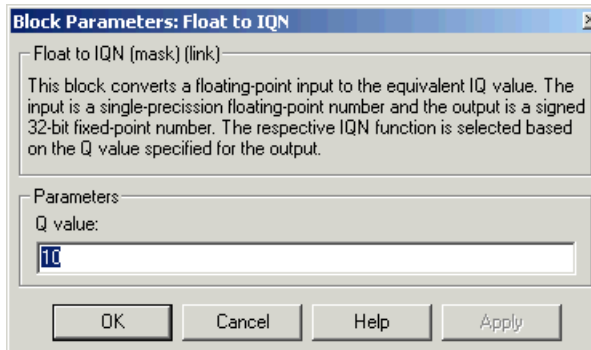 Block Parameters: Float to IQN
Float to IQN (mask) (link)
This block converts a floating-point input to the equivalent IQ value. The
input is a single-precission floating-point number and the output is a signed
32-bit fixed-point number. The respective IQN function is selected based
on the Q value specified for the output.
Parameters
Q value:
10
OK Cancel Help Apply